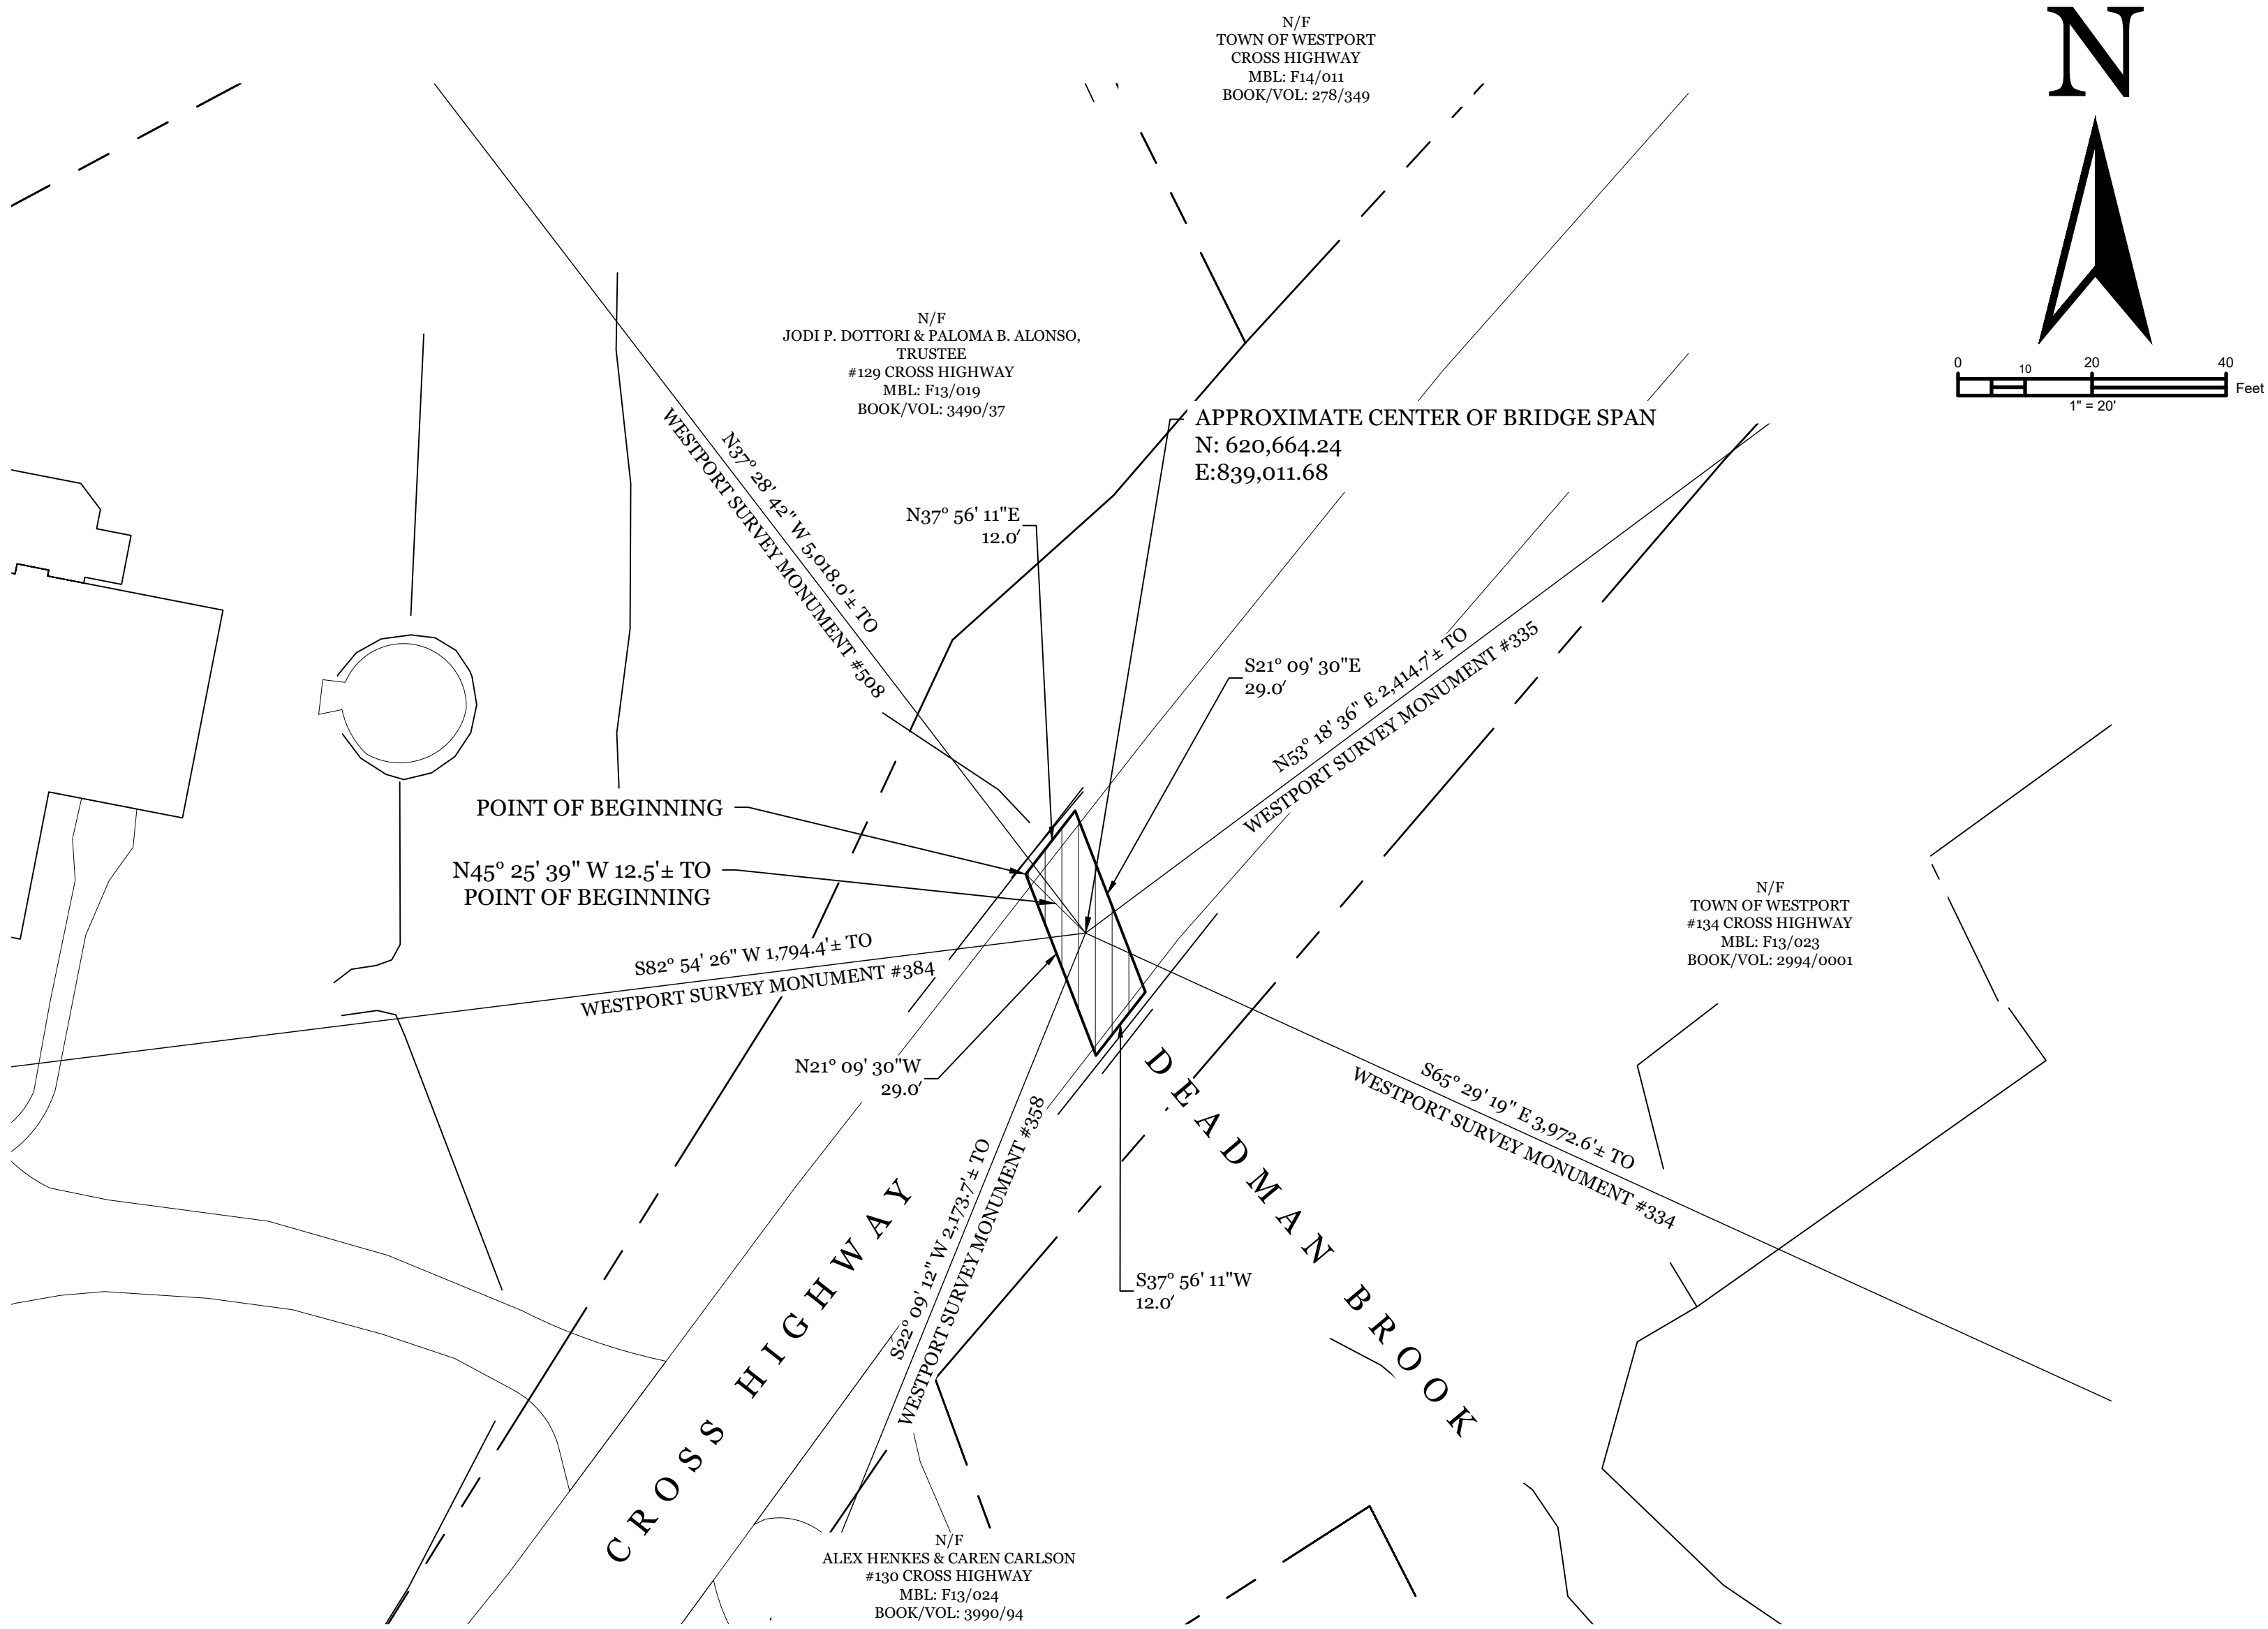 N/F
TOWN OF WESTPORT
CROSS HIGHWAY
MBL: F14/011
BOOK/VOL: 278/349
N
0 10 20 40
Feet
1" = 20'
N/F
JODI P. DOTTORI & PALOMA B. ALONSO,
TRUSTEE
#129 CROSS HIGHWAY
MBL: F13/019
BOOK/VOL: 3490/37
APPROXIMATE CENTER OF BRIDGE SPAN
N: 620,664.24
E:839,011.68
N37° 28' 42" W 5,018.0'± TO
WESTPORT SURVEY MONUMENT #508
N37° 56' 11"E
12.0'
S21° 09' 30"E
29.0'
N53° 18' 36" E 2,414.7'± TO
WESTPORT SURVEY MONUMENT #335
POINT OF BEGINNING
N45° 25' 39" W 12.5'± TO
POINT OF BEGINNING
N/F
TOWN OF WESTPORT
#134 CROSS HIGHWAY
MBL: F13/023
BOOK/VOL: 2994/0001
S82° 54' 26" W 1,794.4'± TO
WESTPORT SURVEY MONUMENT #384
N21° 09' 30"W
29.0'
S65° 29' 19" E 3,972.6'± TO
WESTPORT SURVEY MONUMENT #334
S22° 09' 12" W 2,173.7'± TO
WESTPORT SURVEY MONUMENT #358
S37° 56' 11"W
12.0'
DEADMAN BROOK
CROSS HIGHWAY
N/F
ALEX HENKES & CAREN CARLSON
#130 CROSS HIGHWAY
MBL: F13/024
BOOK/VOL: 3990/94